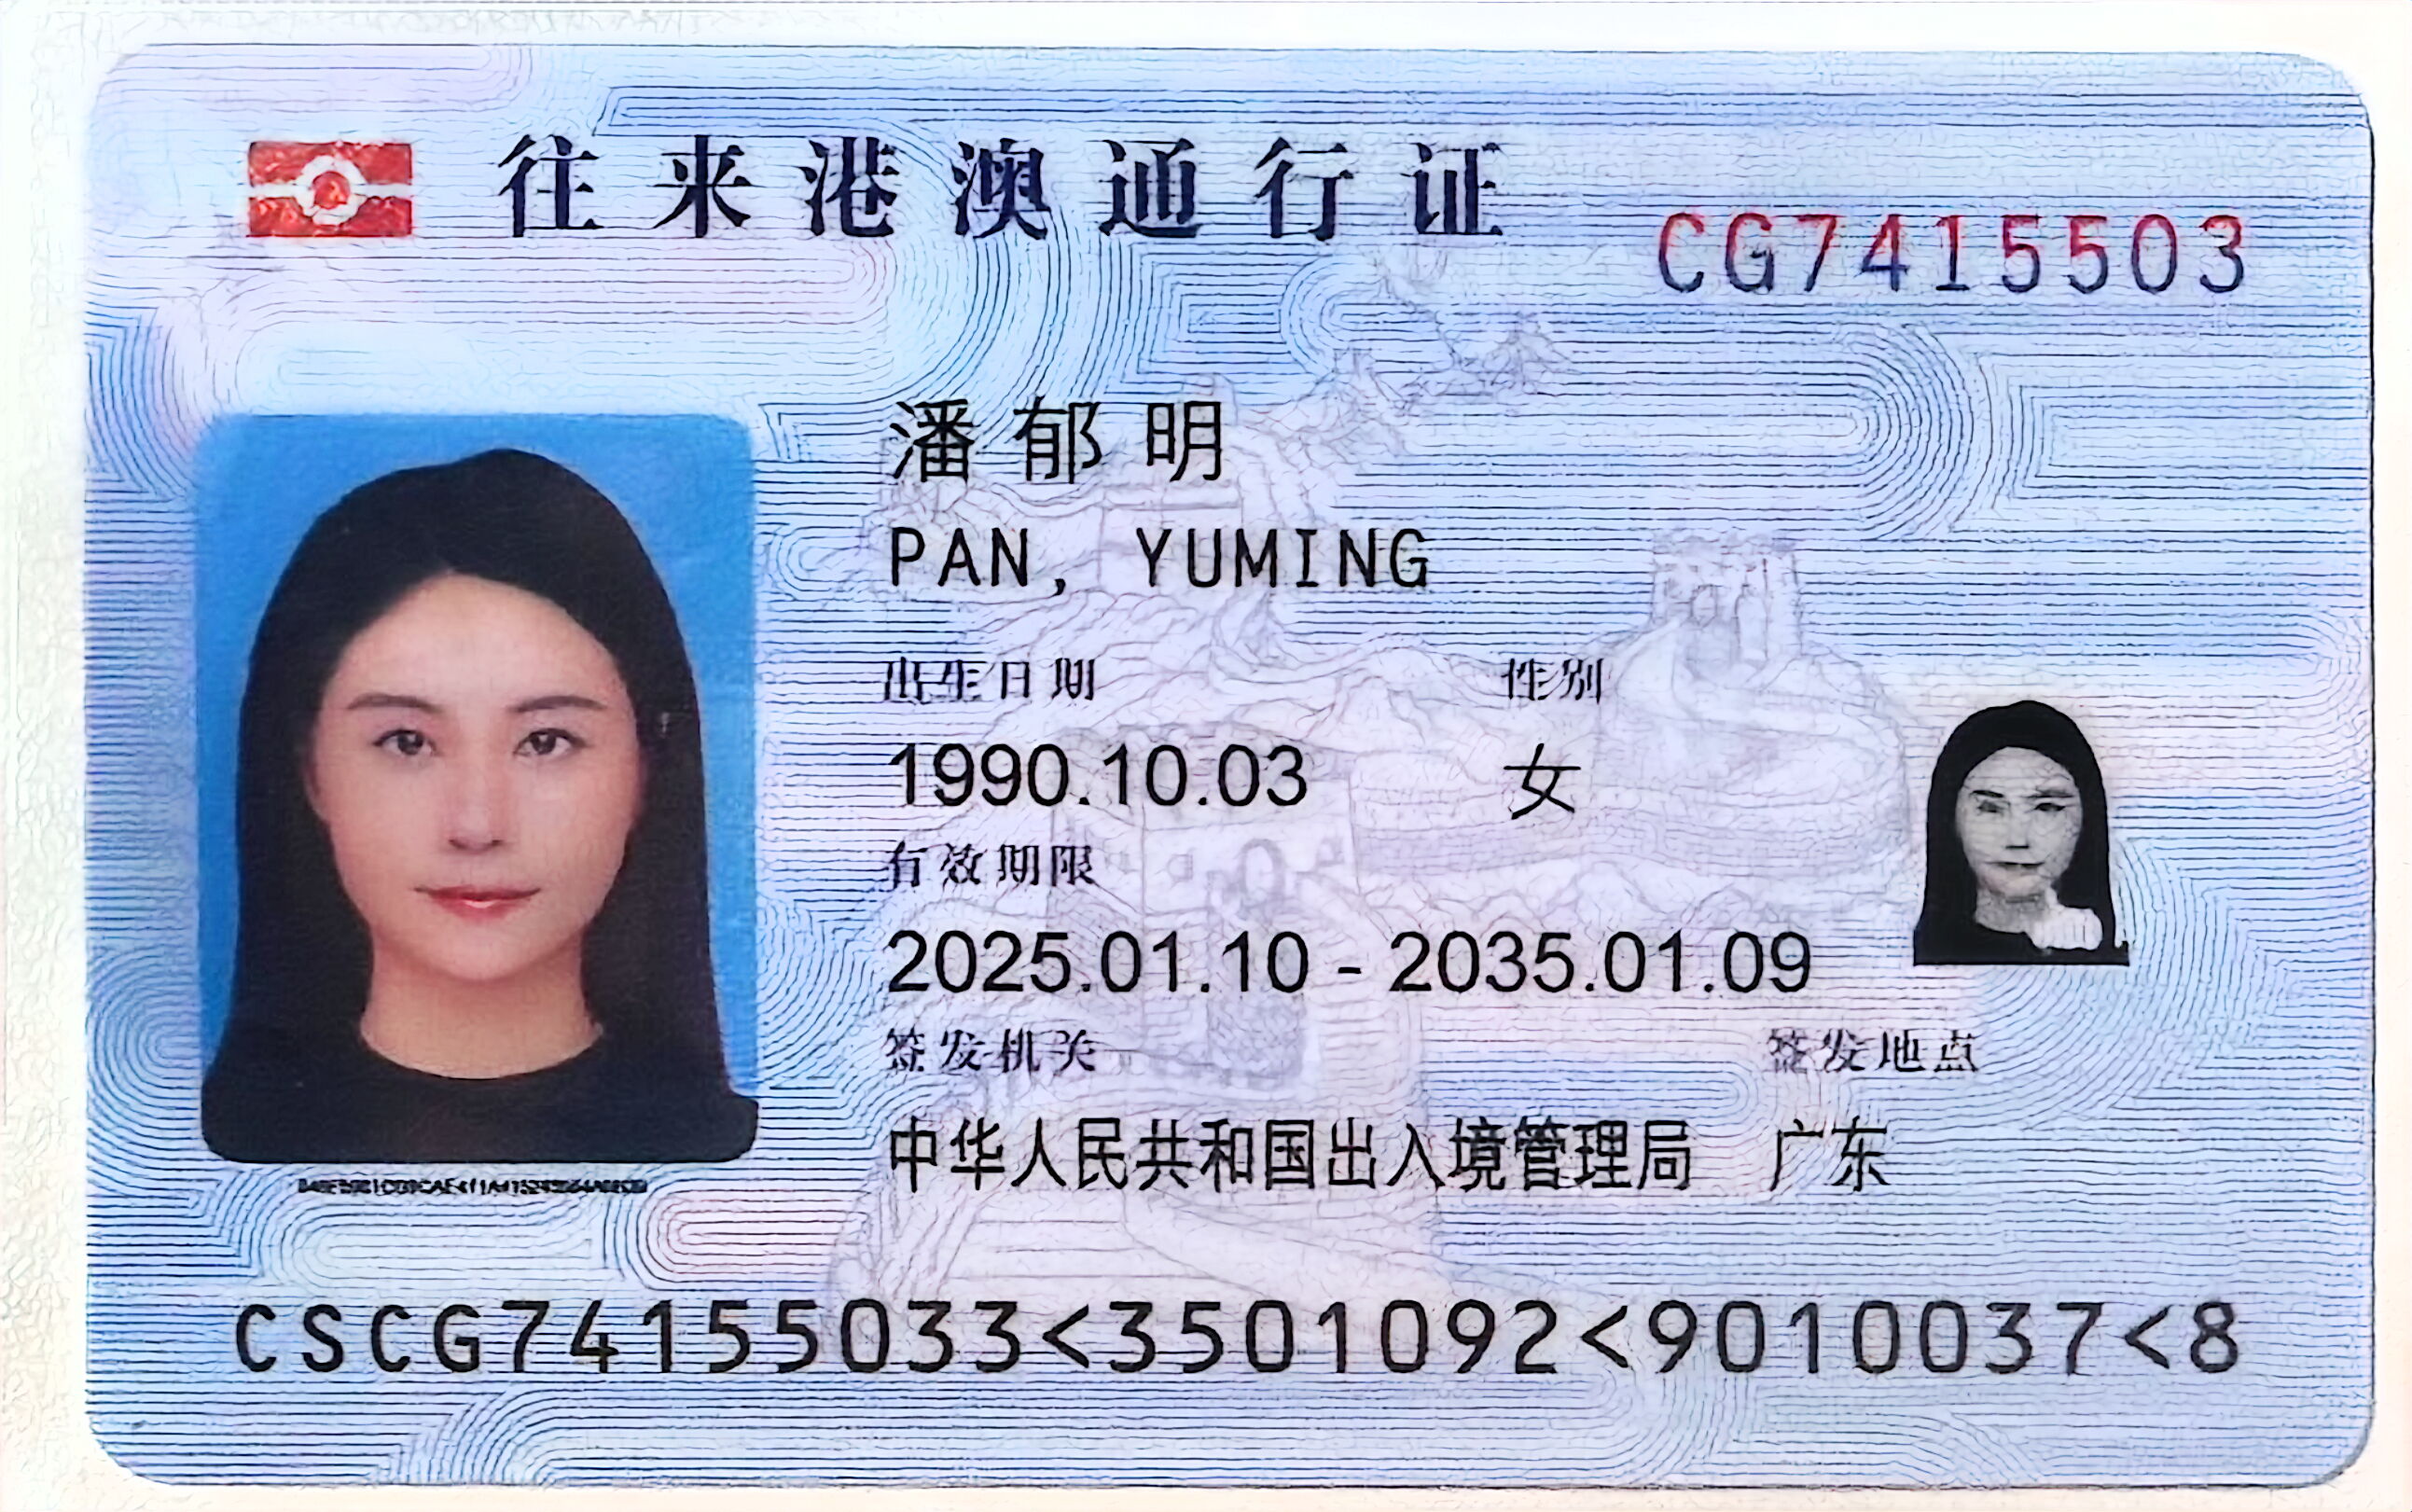 往来港澳通行证
CG7415503
潘郁明
PAN, YUMING
出生日期 性别
1990.10.03 女
有效期限
2025.01.10 - 2035.01.09
签发机关 签发地点
中华人民共和国出入境管理局 广东
CSCG74155033<3501092<9010037<8